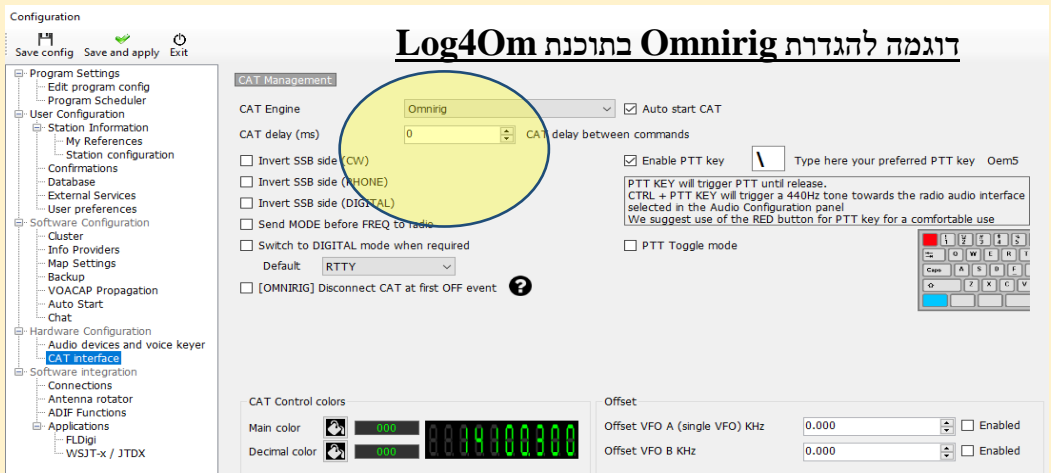 Configuration
Save config Save and apply Exit
דוגמה להגדרת Omnirig בתוכנת Log4Om
Program Settings
Edit program config
Program Scheduler
User Configuration
Station Information
My References
Station configuration
Confirmations
Database
External Services
User preferences
Software Configuration
Cluster
Info Providers
Map Settings
Backup
VOACAP Propagation
Auto Start
Chat
Hardware Configuration
Audio devices and voice keyer
CAT interface
Software integration
Connections
Antenna rotator
ADIF Functions
Applications
FLDigi
WSJT-x / JTDX
CAT Management
CAT Engine Omnirig Auto start CAT
CAT delay (ms) 0 CAT delay between commands
Invert SSB side (CW)
Invert SSB side (PHONE)
Invert SSB side (DIGITAL)
Send MODE before FREQ to radio
Switch to DIGITAL mode when required
Default RTTY
[OMNIRIG] Disconnect CAT at first OFF event ?
Enable PTT key \ Type here your preferred PTT key Oem5
PTT KEY will trigger PTT until release.
CTRL + PTT KEY will trigger a 440Hz tone towards the radio audio interface
selected in the Audio Configuration panel
We suggest use of the RED button for PTT key for a comfortable use
PTT Toggle mode
Q W E R T
Caps A S D F
Z X C V
CAT Control colors
Main color 000
Decimal color 000
14100300
Offset
Offset VFO A (single VFO) KHz 0.000 Enabled
Offset VFO B KHz 0.000 Enabled